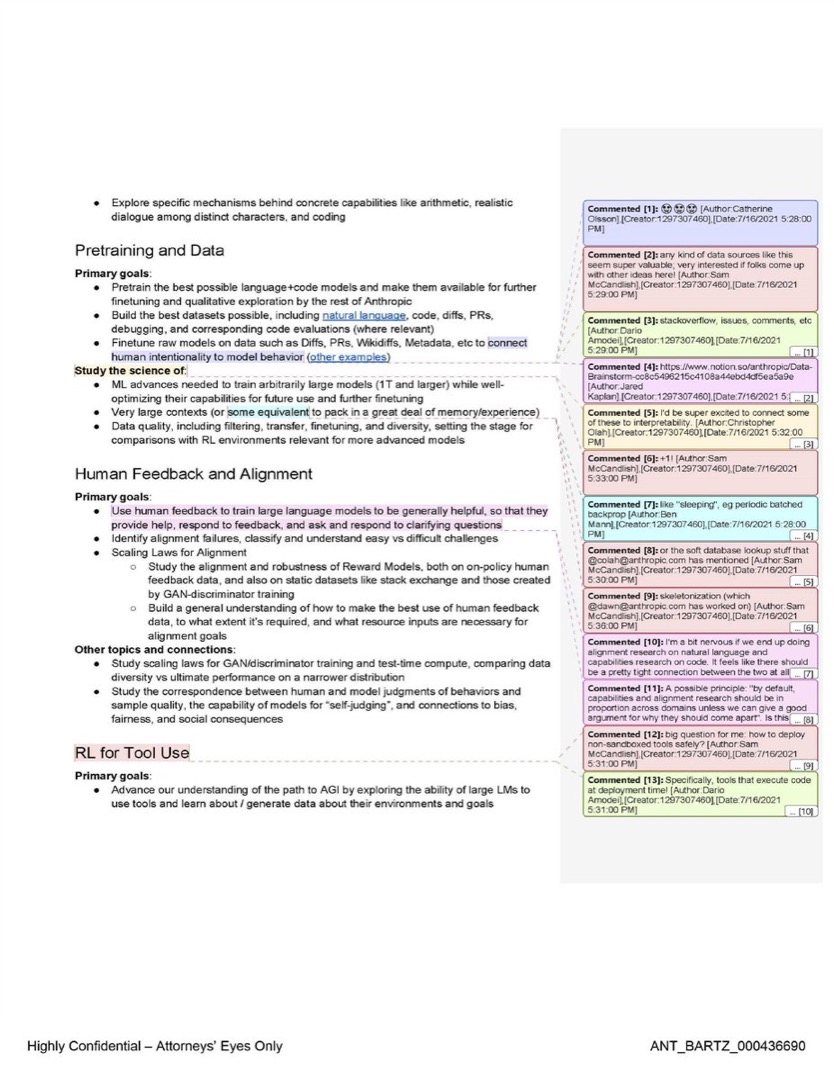 • Explore specific mechanisms behind concrete capabilities like arithmetic, realistic
dialogue among distinct characters, and coding
Pretraining and Data
Primary goals:
• Pretrain the best possible language+code models and make them available for further
finetuning and qualitative exploration by the rest of Anthropic
• Build the best datasets possible, including natural language, code, diffs, PRs,
debugging, and corresponding code evaluations (where relevant)
• Finetune raw models on data such as Diffs, PRs, Wikidiffs, Metadata, etc to connect
human intentionality to model behavior (other examples)
Study the science of:
• ML advances needed to train arbitrarily large models (1T and larger) while well-
optimizing their capabilities for future use and further finetuning
• Very large contexts (or some equivalent to pack in a great deal of memory/experience)
• Data quality, including filtering, transfer, finetuning, and diversity, setting the stage for
comparisons with RL environments relevant for more advanced models
Human Feedback and Alignment
Primary goals:
• Use human feedback to train large language models to be generally helpful, so that they
provide help, respond to feedback, and ask and respond to clarifying questions
• Identify alignment failures, classify and understand easy vs difficult challenges
• Scaling Laws for Alignment
○ Study the alignment and robustness of Reward Models, both on on-policy human
feedback data, and also on static datasets like stack exchange and those created
by GAN-discriminator training
○ Build a general understanding of how to make the best use of human feedback
data, to what extent it's required, and what resource inputs are necessary for
alignment goals
Other topics and connections:
• Study scaling laws for GAN/discriminator training and test-time compute, comparing data
diversity vs ultimate performance on a narrower distribution
• Study the correspondence between human and model judgments of behaviors and
sample quality, the capability of models for "self-judging", and connections to bias,
fairness, and social consequences
RL for Tool Use
Primary goals:
• Advance our understanding of the path to AGI by exploring the ability of large LMs to
use tools and learn about / generate data about their environments and goals
Commented [1]: 😍😍😍 [Author:Catherine
Olsson],[Creator:1297307460],[Date:7/16/2021 5:28:00
PM]
Commented [2]: any kind of data sources like this
seem super valuable; very interested if folks come up
with other ideas here! [Author:Sam
McCandlish],[Creator:1297307460],[Date:7/16/2021
5:29:00 PM]
Commented [3]: stackoverflow, issues, comments, etc
[Author:Dario
Amodei],[Creator:1297307460],[Date:7/16/2021
5:29:00 PM] ... [1]
Commented [4]: https://www.notion.so/anthropic/Data-
[Author:Jared
Kaplan],[Creator:1297307460],[Date:7/16/2021 5: ... [2]
Commented [5]: I'd be super excited to connect some
of these to interpretability. [Author:Christopher
Olah],[Creator:1297307460],[Date:7/16/2021 5:32:00
PM] ... [3]
Commented [6]: +1! [Author:Sam
McCandlish],[Creator:1297307460],[Date:7/16/2021
5:33:00 PM]
Commented [7]: like "sleeping", eg periodic batched
backprop [Author:Ben
Mann],[Creator:1297307460],[Date:7/16/2021 5:28:00
PM] ... [4]
Commented [8]: or the soft database lookup stuff that
@colah@anthropic.com has mentioned [Author:Sam
McCandlish],[Creator:1297307460],[Date:7/16/2021
5:30:00 PM] ... [5]
Commented [9]: skeletonization (which
@dawn@anthropic.com has worked on) [Author:Sam
McCandlish],[Creator:1297307460],[Date:7/16/2021
5:36:00 PM] ... [6]
Commented [10]: I'm a bit nervous if we end up doing
alignment research on natural language and
capabilities research on code. It feels like there should
be a pretty tight connection between the two at all ... [7]
Commented [11]: A possible principle: "by default,
capabilities and alignment research should be in
proportion across domains unless we can give a good
argument for why they should come apart". Is this ... [8]
Commented [12]: big question for me: how to deploy
non-sandboxed tools safely? [Author:Sam
McCandlish],[Creator:1297307460],[Date:7/16/2021
5:31:00 PM] ... [9]
Commented [13]: Specifically, tools that execute code
at deployment time! [Author:Dario
Amodei],[Creator:1297307460],[Date:7/16/2021
5:31:00 PM] ... [10]
Highly Confidential – Attorneys' Eyes Only
ANT_BARTZ_000436690